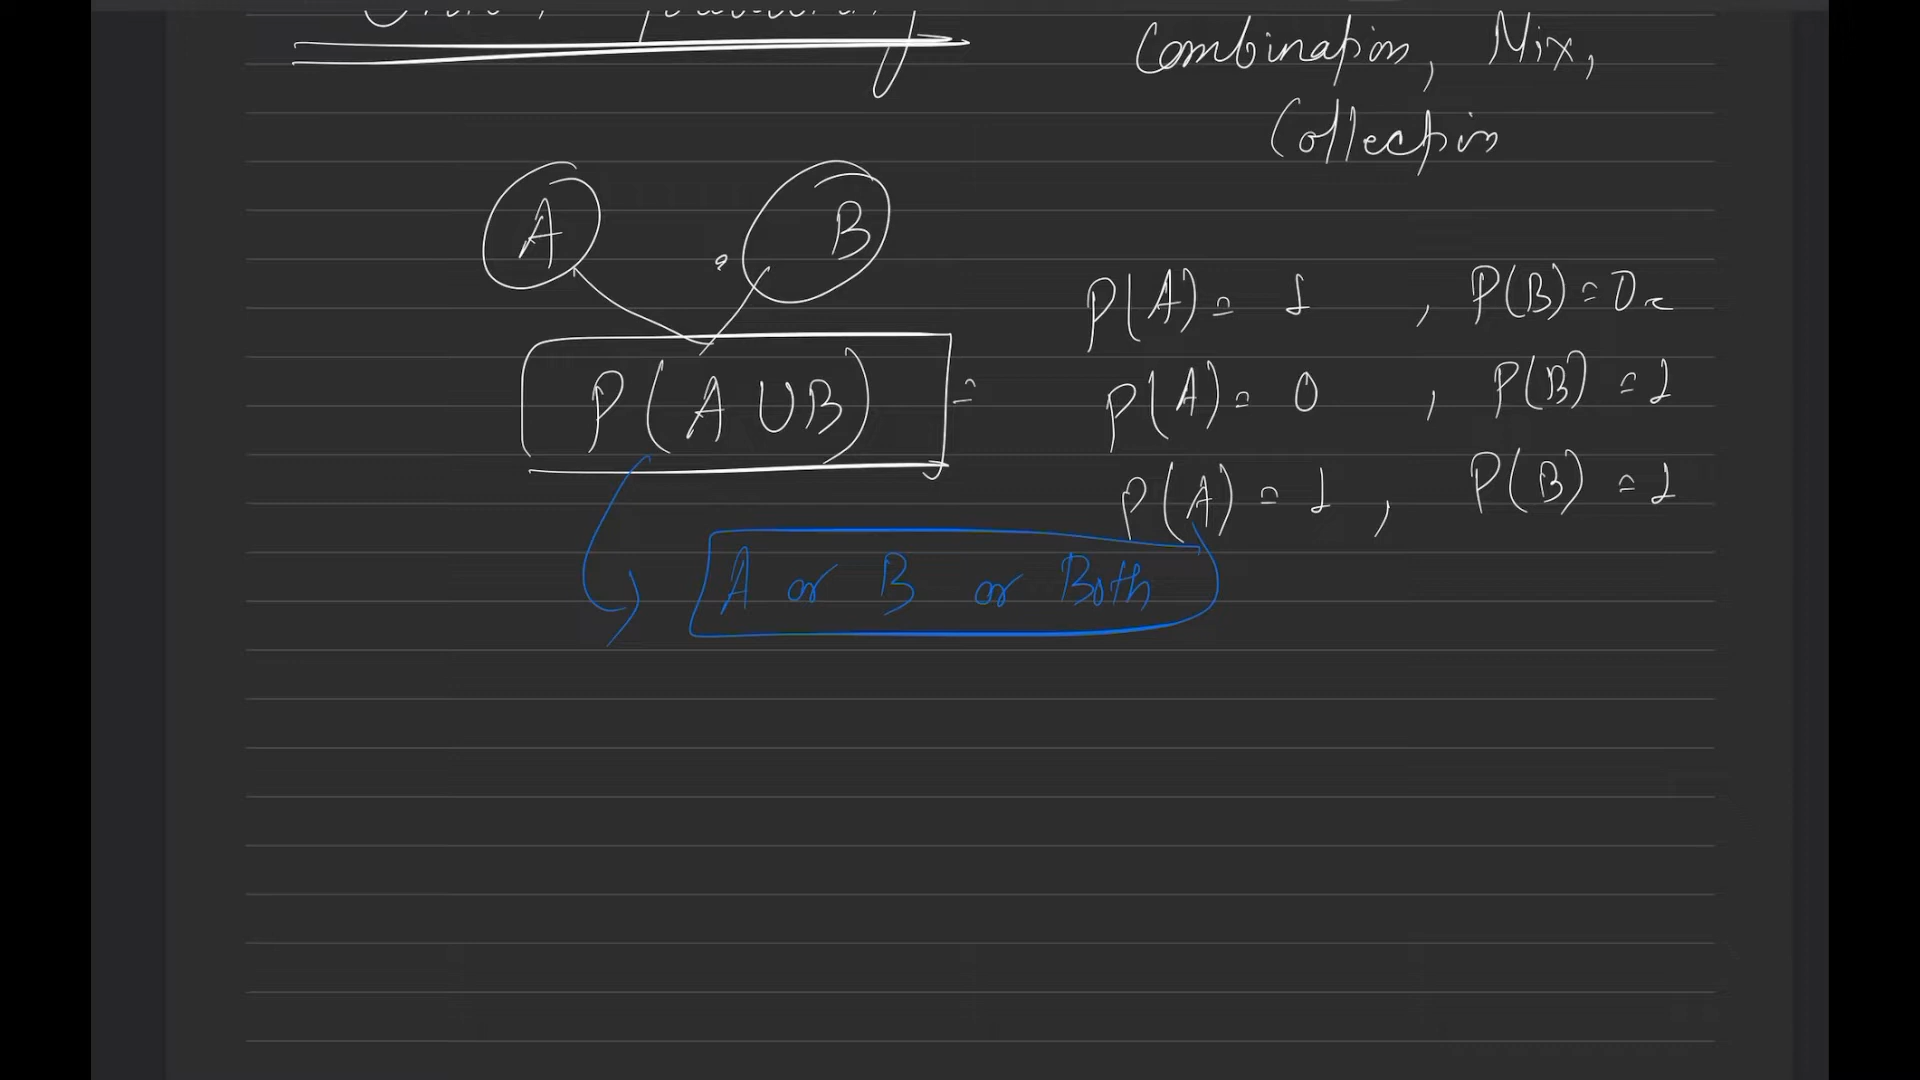 Combination, Mix,
Collection
A B
P(A) = 1 , P(B) = 0
P(A ∪ B) = P(A) = 0 , P(B) = 1
P(A) = 1 , P(B) = 1
A or B or Both